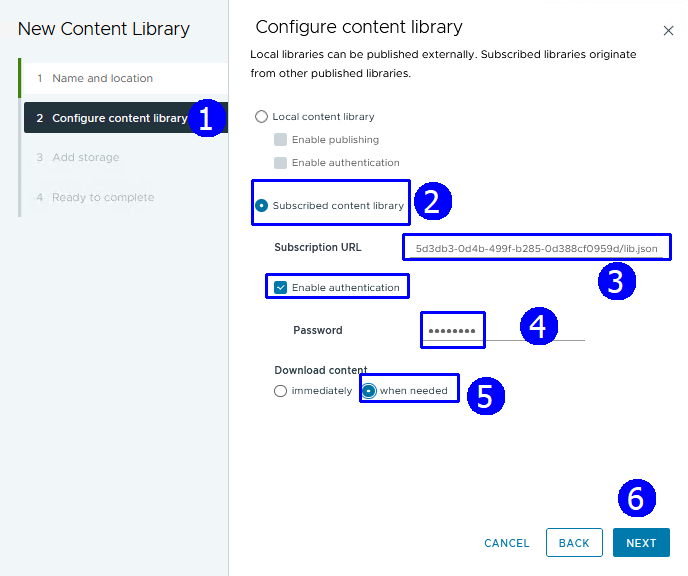 New Content Library
1 Name and location
2 Configure content library
1
3 Add storage
4 Ready to complete
Configure content library
Local libraries can be published externally. Subscribed libraries originate
from other published libraries.
Local content library
Enable publishing
Enable authentication
Subscribed content library
2
Subscription URL
5d3db3-0d4b-499f-b285-0d388cf0959d/lib.json
3
Enable authentication
Password
••••••••
4
Download content
immediately
when needed
5
6
CANCEL
BACK
NEXT